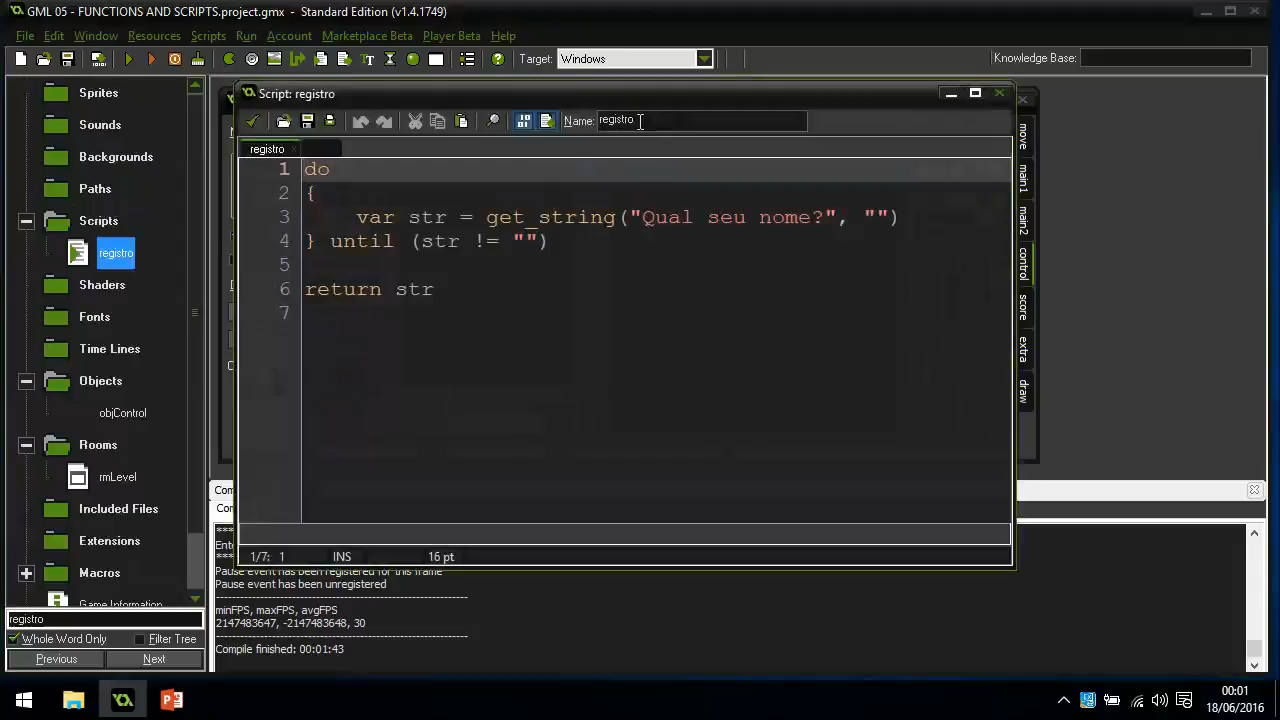 GML 05 - FUNCTIONS AND SCRIPTS.project.gmx - Standard Edition (v1.4.1749)
File Edit Window Resources Scripts Run Account Marketplace Beta Player Beta Help
Target: Windows
Knowledge Base:
Sprites
Sounds
Backgrounds
Paths
Scripts
registro
Shaders
Fonts
Time Lines
Objects
objControl
Rooms
rmLevel
Included Files
Extensions
Macros
Game Information
registro
Whole Word Only Filter Tree
Previous Next
Script: registro
Name: registro
registro
1 do
2 {
3 var str = get_string("Qual seu nome?", "")
4 } until (str != "")
5
6 return str
7
1/7: 1 INS 16 pt
move
main1
main2
control
score
extra
draw
Pause event has been registered for this frame
Pause event has been unregistered
minFPS, maxFPS, avgFPS
2147483647, -2147483648, 30
Compile finished: 00:01:43
00:01
18/06/2016